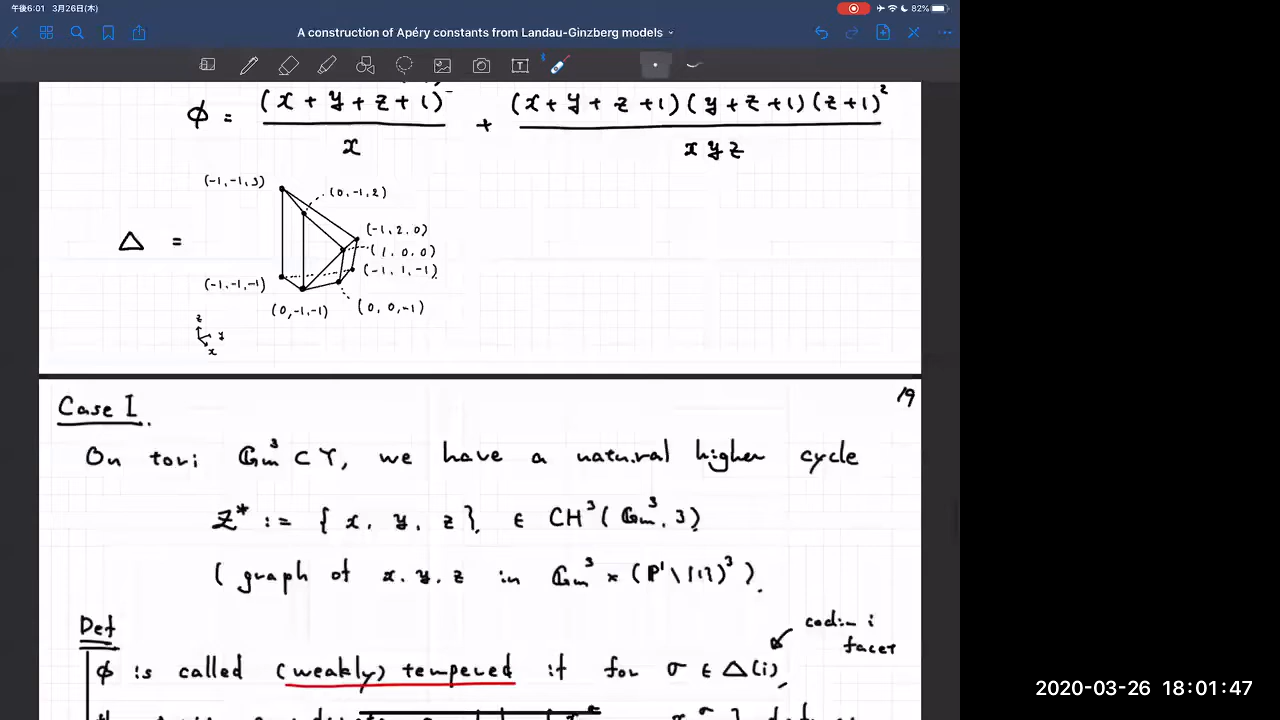 午後6:01 3月26日(木)
82%
A construction of Apéry constants from Landau-Ginzberg models
ϕ = (x + y + z + 1) / x + (x + y + z + 1)(y + z + 1)(z + 1)² / x y z
(-1, -1, 3)
(0, -1, 2)
(-1, 2, 0)
(1, 0, 0)
(-1, 1, -1)
Δ =
(-1, -1, -1)
(0, -1, -1)
(0, 0, -1)
z
y
x
19
Case I.
On tori 𝔾m³ ⊂ Y, we have a natural higher cycle
Z* := { x, y, z } ∈ CH³(𝔾m³, 3)
( graph of x, y, z in 𝔾m³ × (ℙ¹ \ {1})³ ).
Def
codim i
facet
ϕ is called (weakly) tempered if for σ ∈ Δ(i),
2020-03-26 18:01:47